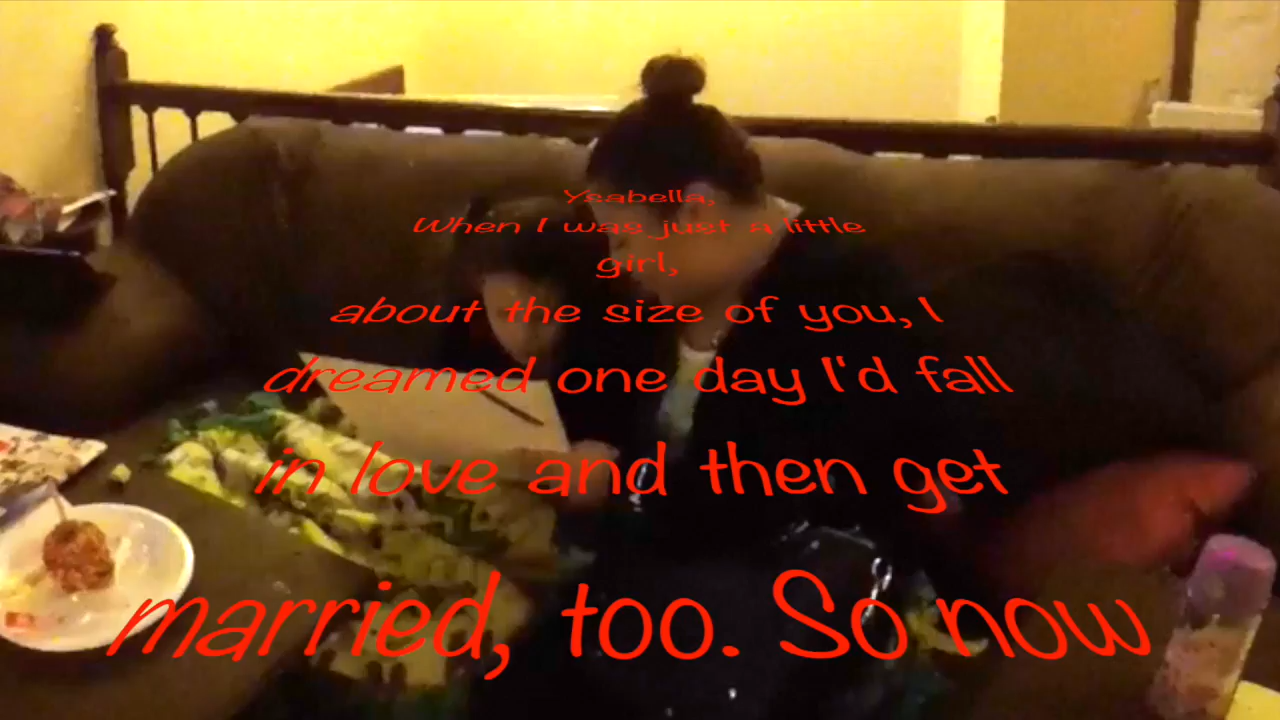 Ysabella,
When I was just a little
girl,
about the size of you, I
dreamed one day I'd fall
in love and then get
married, too. So now